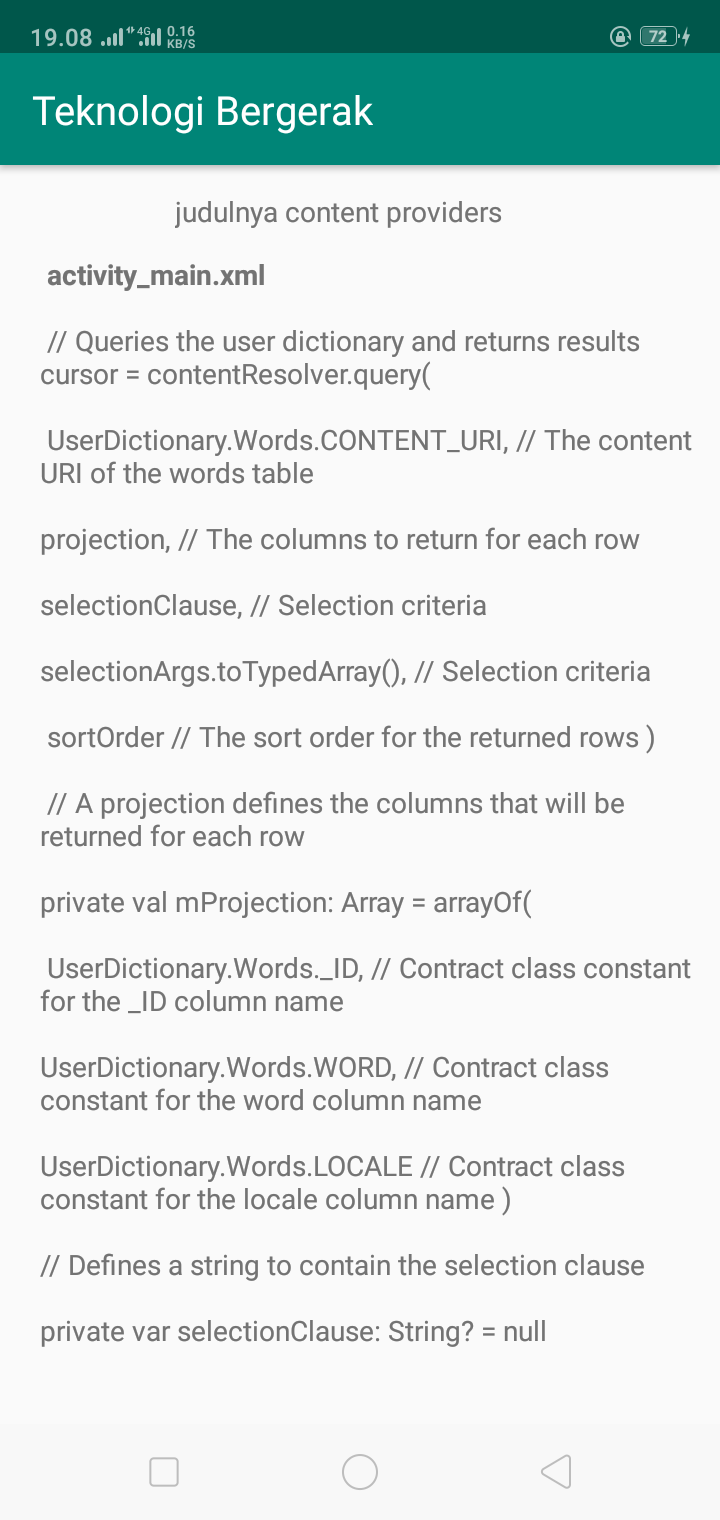 19.08 4G 0.16 KB/S 72
Teknologi Bergerak
judulnya content providers
activity_main.xml
// Queries the user dictionary and returns results
cursor = contentResolver.query(
UserDictionary.Words.CONTENT_URI, // The content
URI of the words table
projection, // The columns to return for each row
selectionClause, // Selection criteria
selectionArgs.toTypedArray(), // Selection criteria
sortOrder // The sort order for the returned rows )
// A projection defines the columns that will be
returned for each row
private val mProjection: Array = arrayOf(
UserDictionary.Words._ID, // Contract class constant
for the _ID column name
UserDictionary.Words.WORD, // Contract class
constant for the word column name
UserDictionary.Words.LOCALE // Contract class
constant for the locale column name )
// Defines a string to contain the selection clause
private var selectionClause: String? = null